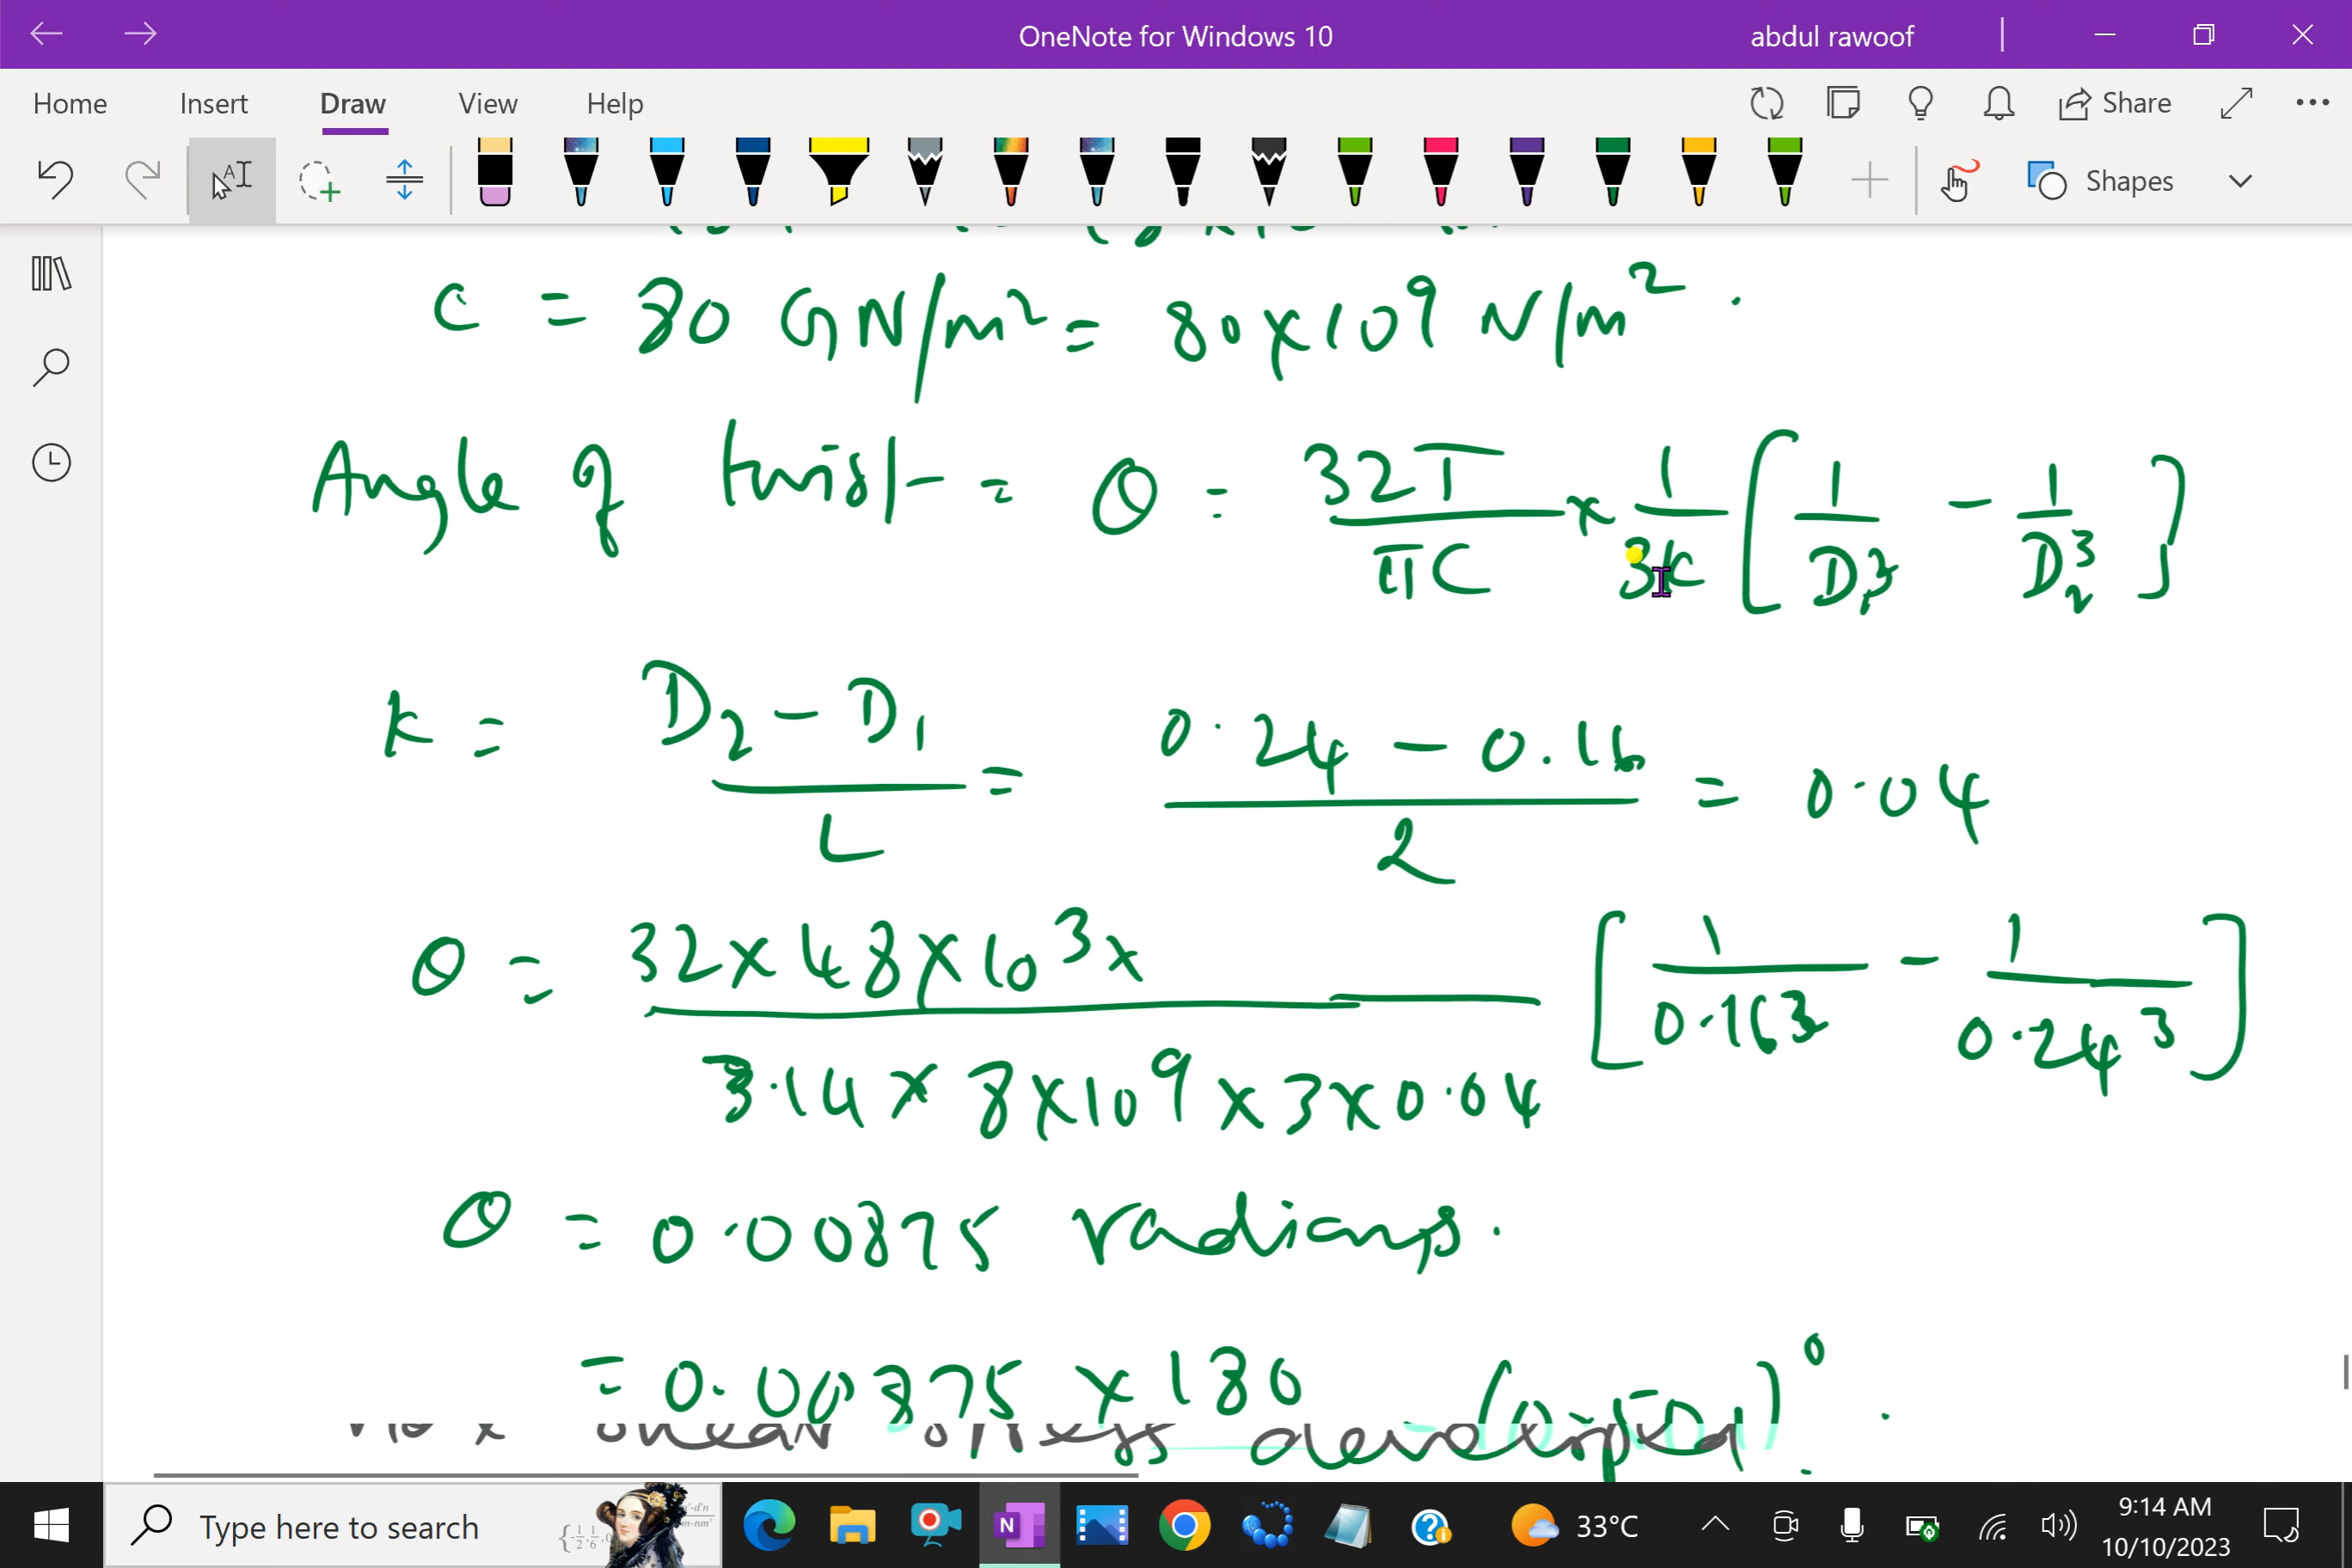 OneNote for Windows 10
abdul rawoof
Home Insert Draw View Help
Share
Shapes
C = 80 GN/m² = 80×10⁹ N/m².
Angle of twist = θ = 32T/πC × 1/3k [1/D₁³ - 1/D₂³]
k = D₂-D₁/L = 0.24 - 0.16/2 = 0.04
θ = 32×48×10³×/3.14×8×10⁹×3×0.04 [1/0.16³ - 1/0.24³]
θ = 0.00875 radians.
= 0.00875 × 180
shear stress developed
Type here to search
33°C
9:14 AM
10/10/2023